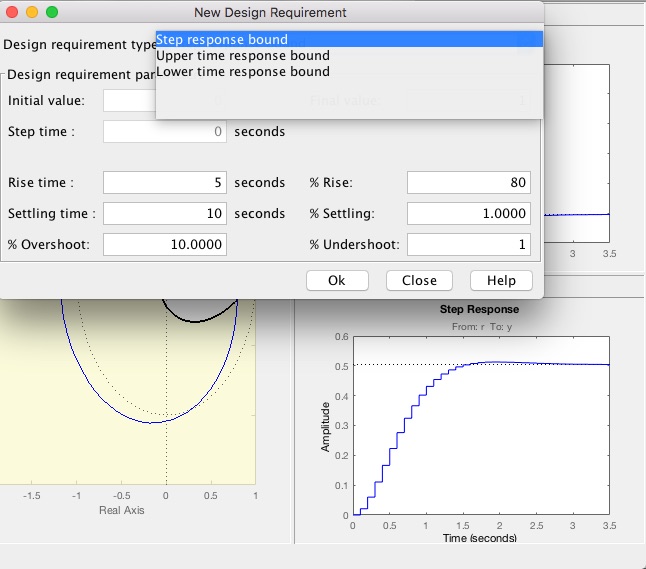 New Design Requirement
Design requirement type
Step response bound
Upper time response bound
Lower time response bound
Design requirement par
Initial value:
Final value
1
Step time :
0
seconds
Rise time :
5
seconds
% Rise:
80
Settling time :
10
seconds
% Settling:
1.0000
% Overshoot:
10.0000
% Undershoot:
1
Ok
Close
Help
3
3.5
-1.5
-1
-0.5
0
0.5
1
Real Axis
Step Response
From: r To: y
Amplitude
0.6
0.5
0.4
0.3
0.2
0.1
0
0
0.5
1
1.5
2
2.5
3
3.5
Time (seconds)